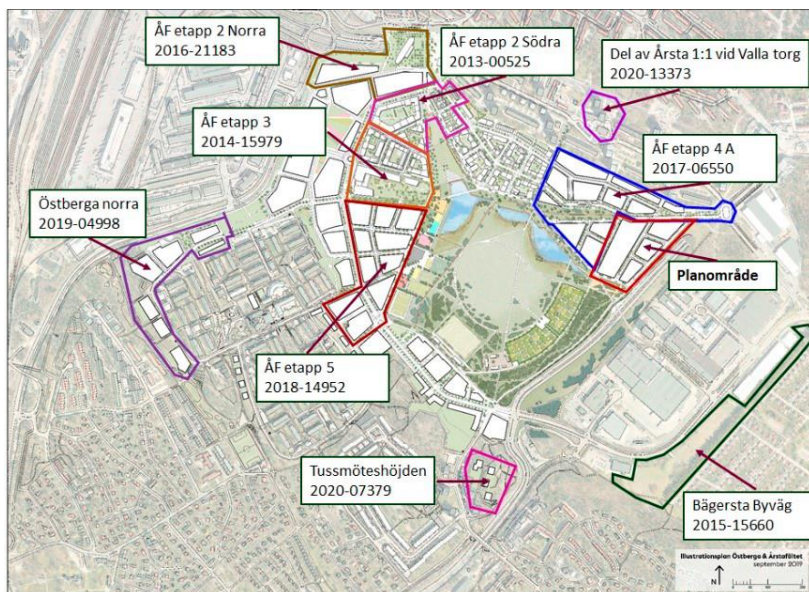 ÅF etapp 2 Norra
2016-21183
ÅF etapp 2 Södra
2013-00525
Del av Årsta 1:1 vid Valla torg
2020-13373
ÅF etapp 3
2014-15979
ÅF etapp 4 A
2017-06550
Östberga norra
2019-04998
Planområde
ÅF etapp 5
2018-14952
Tussmöteshöjden
2020-07379
Bägersta Byväg
2015-15660
Illustrationsplan Östberga & Årstafältet
september 2019
N